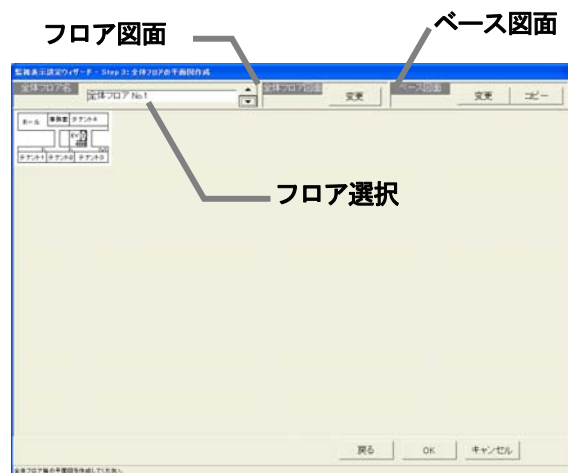 フロア図面
ベース図面
監視表示設定ウィザード - Step 3: 全体フロアの平面図作成
全体フロア名
全体フロア No.1
全体フロア図面
変更
ベース図面
変更
コピー
ホール
事務室
テナント4
EV
テナント1
テナント2
テナント3
フロア選択
戻る
OK
キャンセル
全体フロア毎の平面図を作成してください。